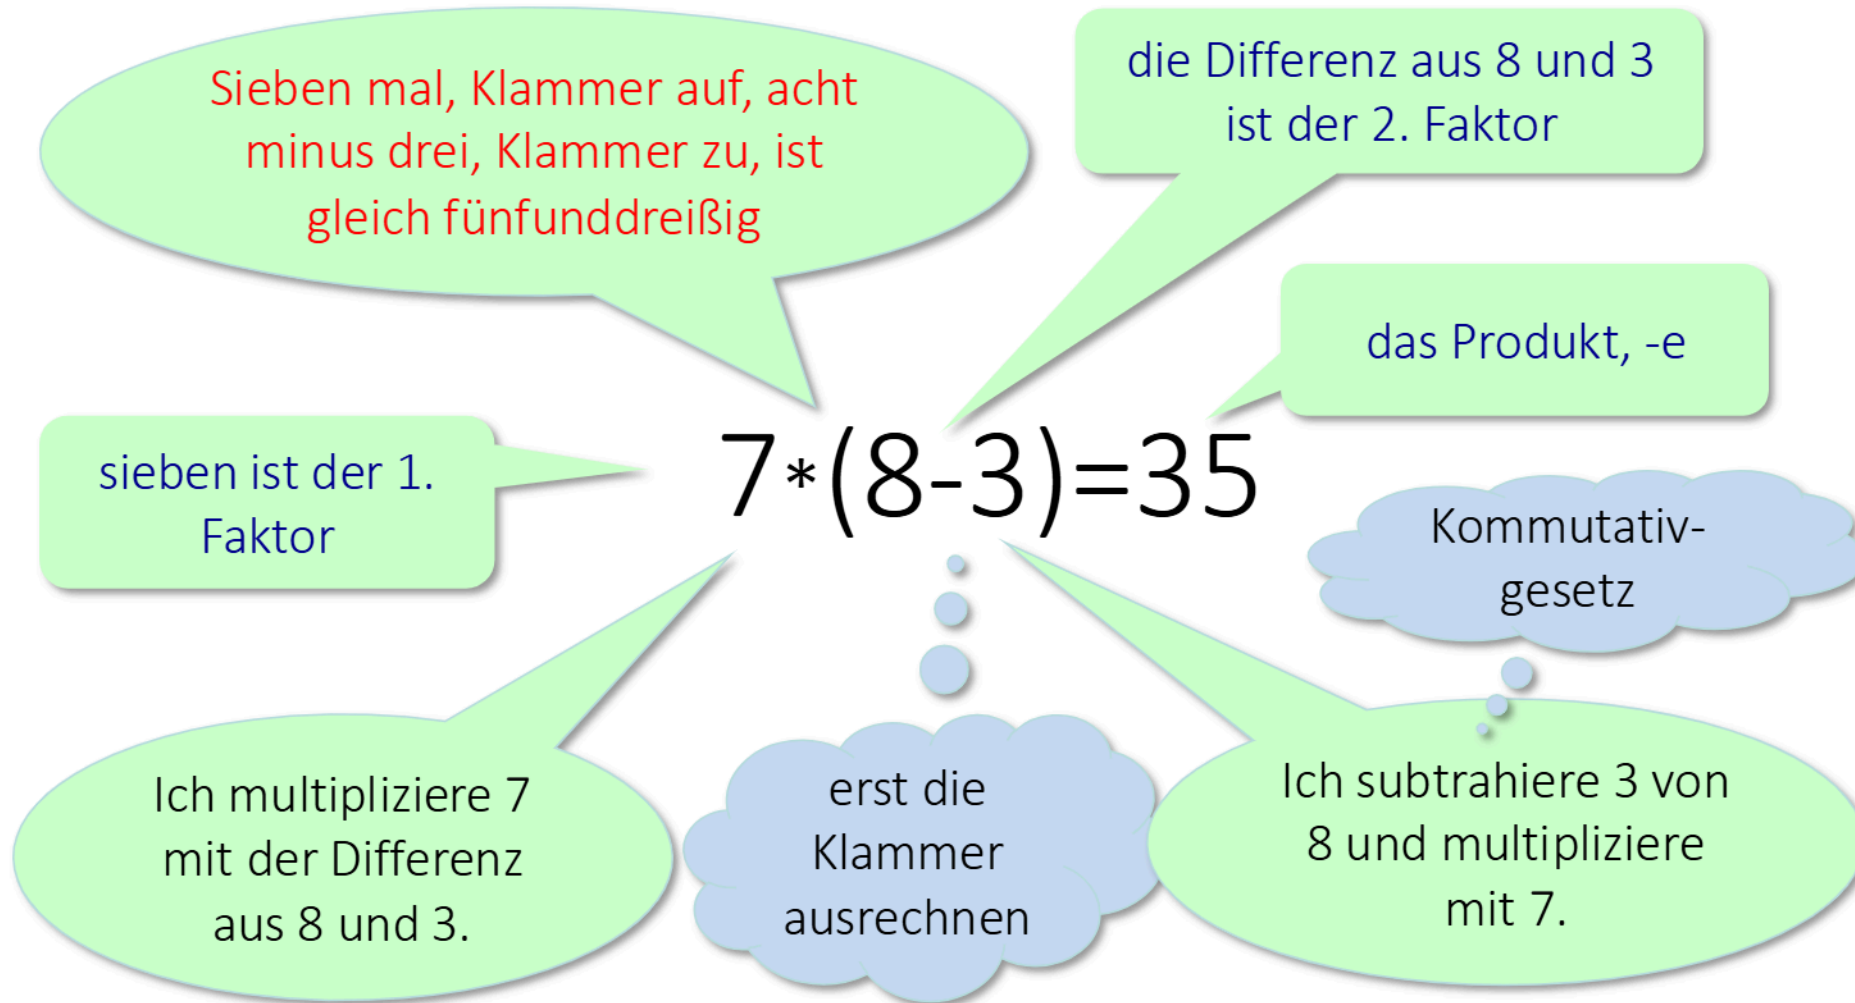 Sieben mal, Klammer auf, acht
minus drei, Klammer zu, ist
gleich fünfunddreißig
die Differenz aus 8 und 3
ist der 2. Faktor
das Produkt, -e
sieben ist der 1.
Faktor
7*(8-3)=35
Kommutativ-
gesetz
Ich multipliziere 7
mit der Differenz
aus 8 und 3.
erst die
Klammer
ausrechnen
Ich subtrahiere 3 von
8 und multipliziere
mit 7.